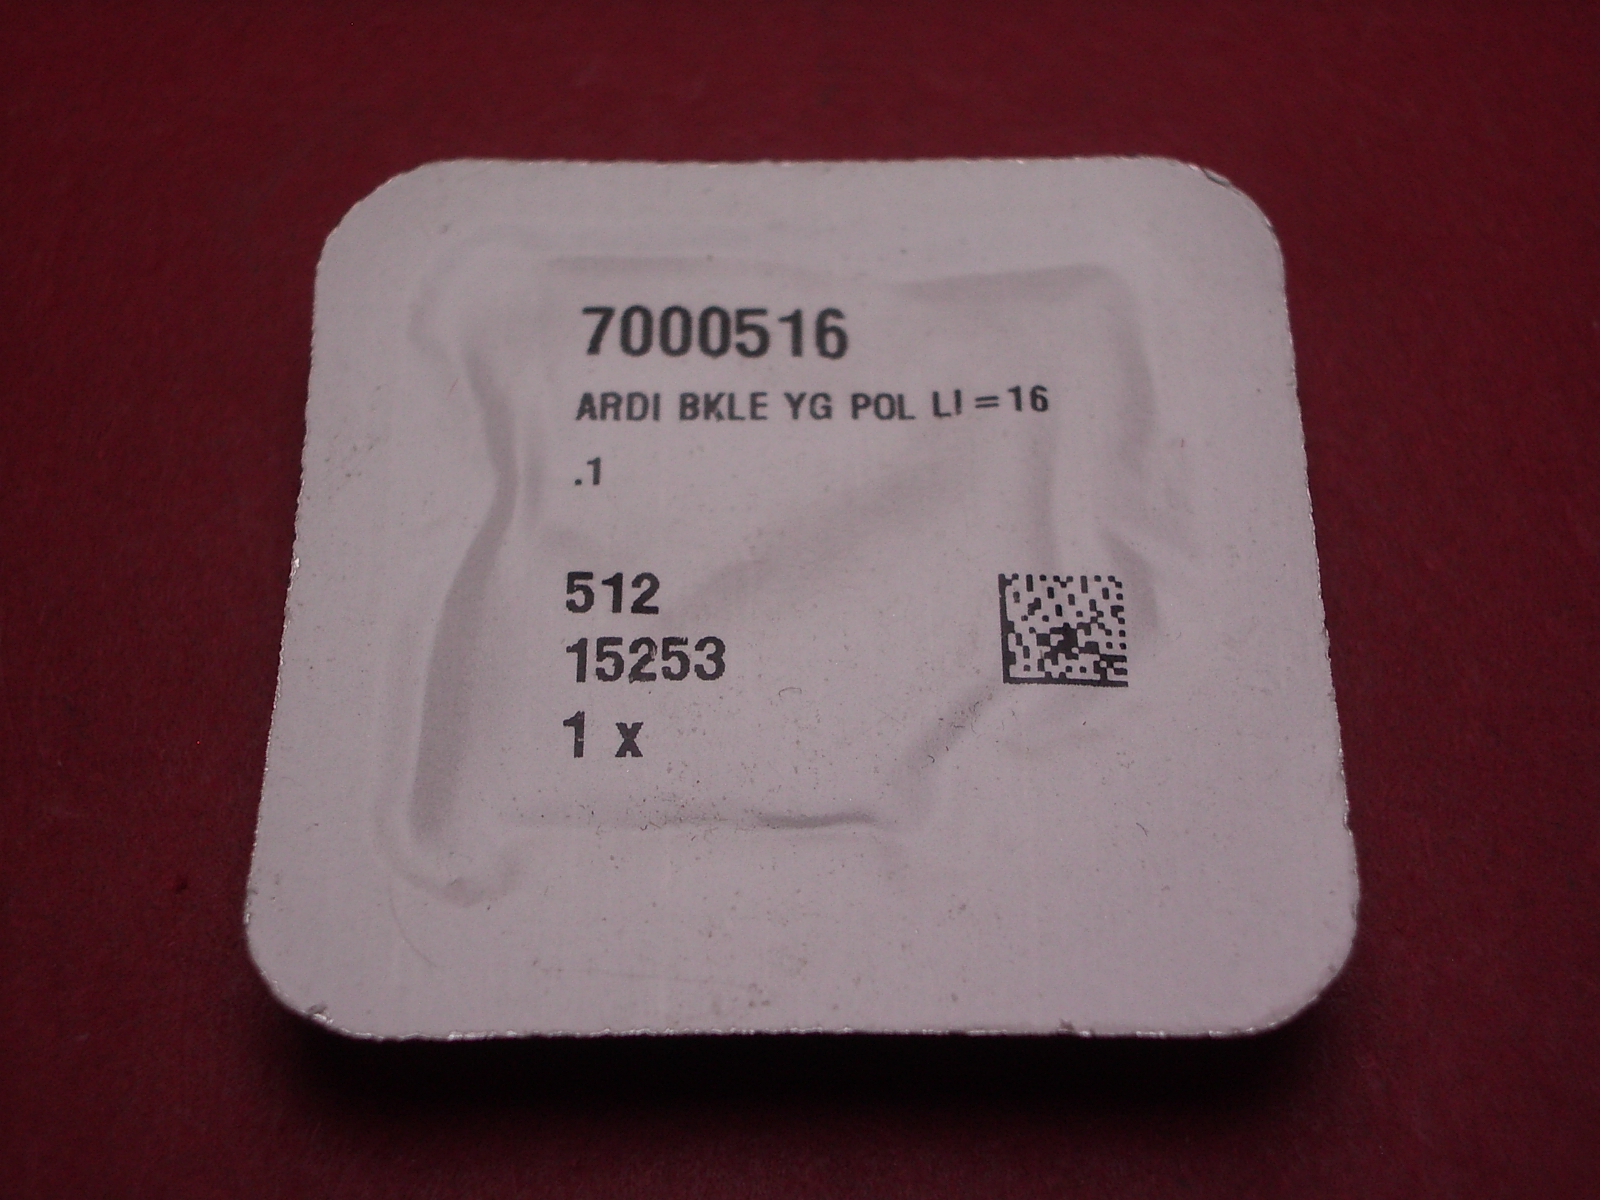 7000516
ARDI BKLE YG POL LI=16
.1
512
15253
1 x